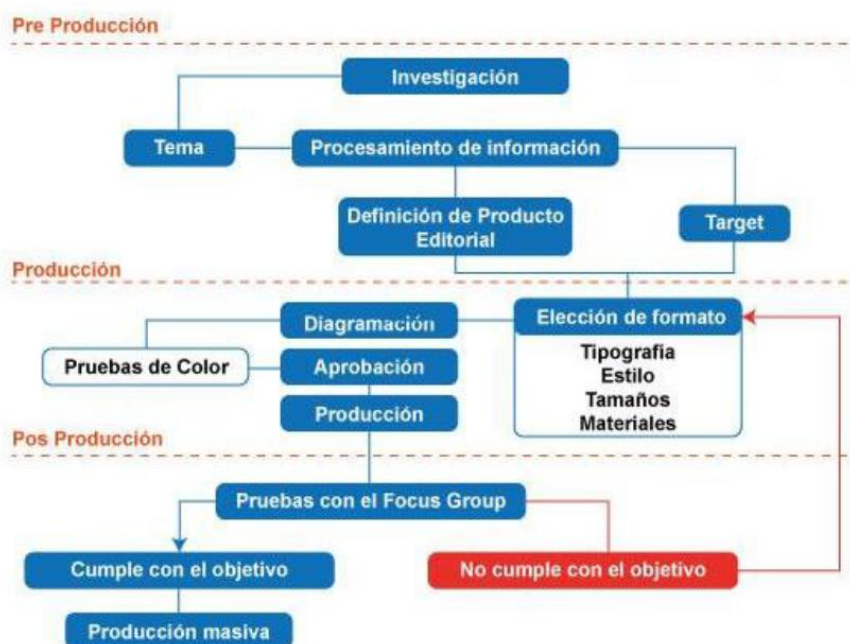 Pre Producción
Investigación
Tema
Procesamiento de información
Definición de Producto
Editorial
Target
Producción
Diagramación
Elección de formato
Pruebas de Color
Aprobación
Tipografía
Estilo
Tamaños
Materiales
Producción
Pos Producción
Pruebas con el Focus Group
Cumple con el objetivo
No cumple con el objetivo
Producción masiva